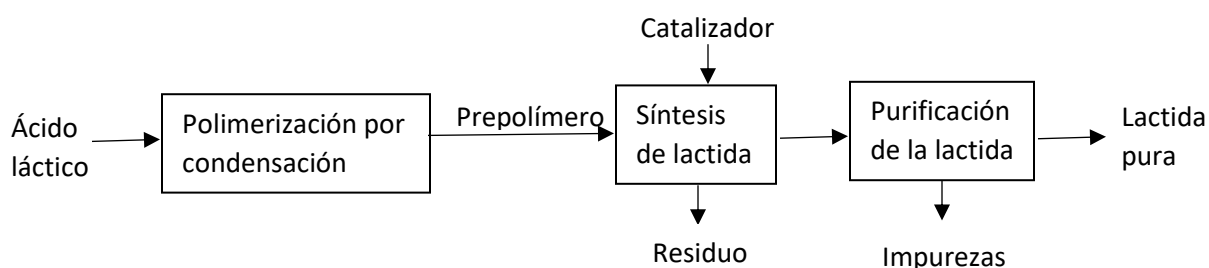 Catalizador
Ácido
láctico
Polimerización por
condensación
Prepolímero
Síntesis
de lactida
Purificación
de la lactida
Lactida
pura
Residuo
Impurezas